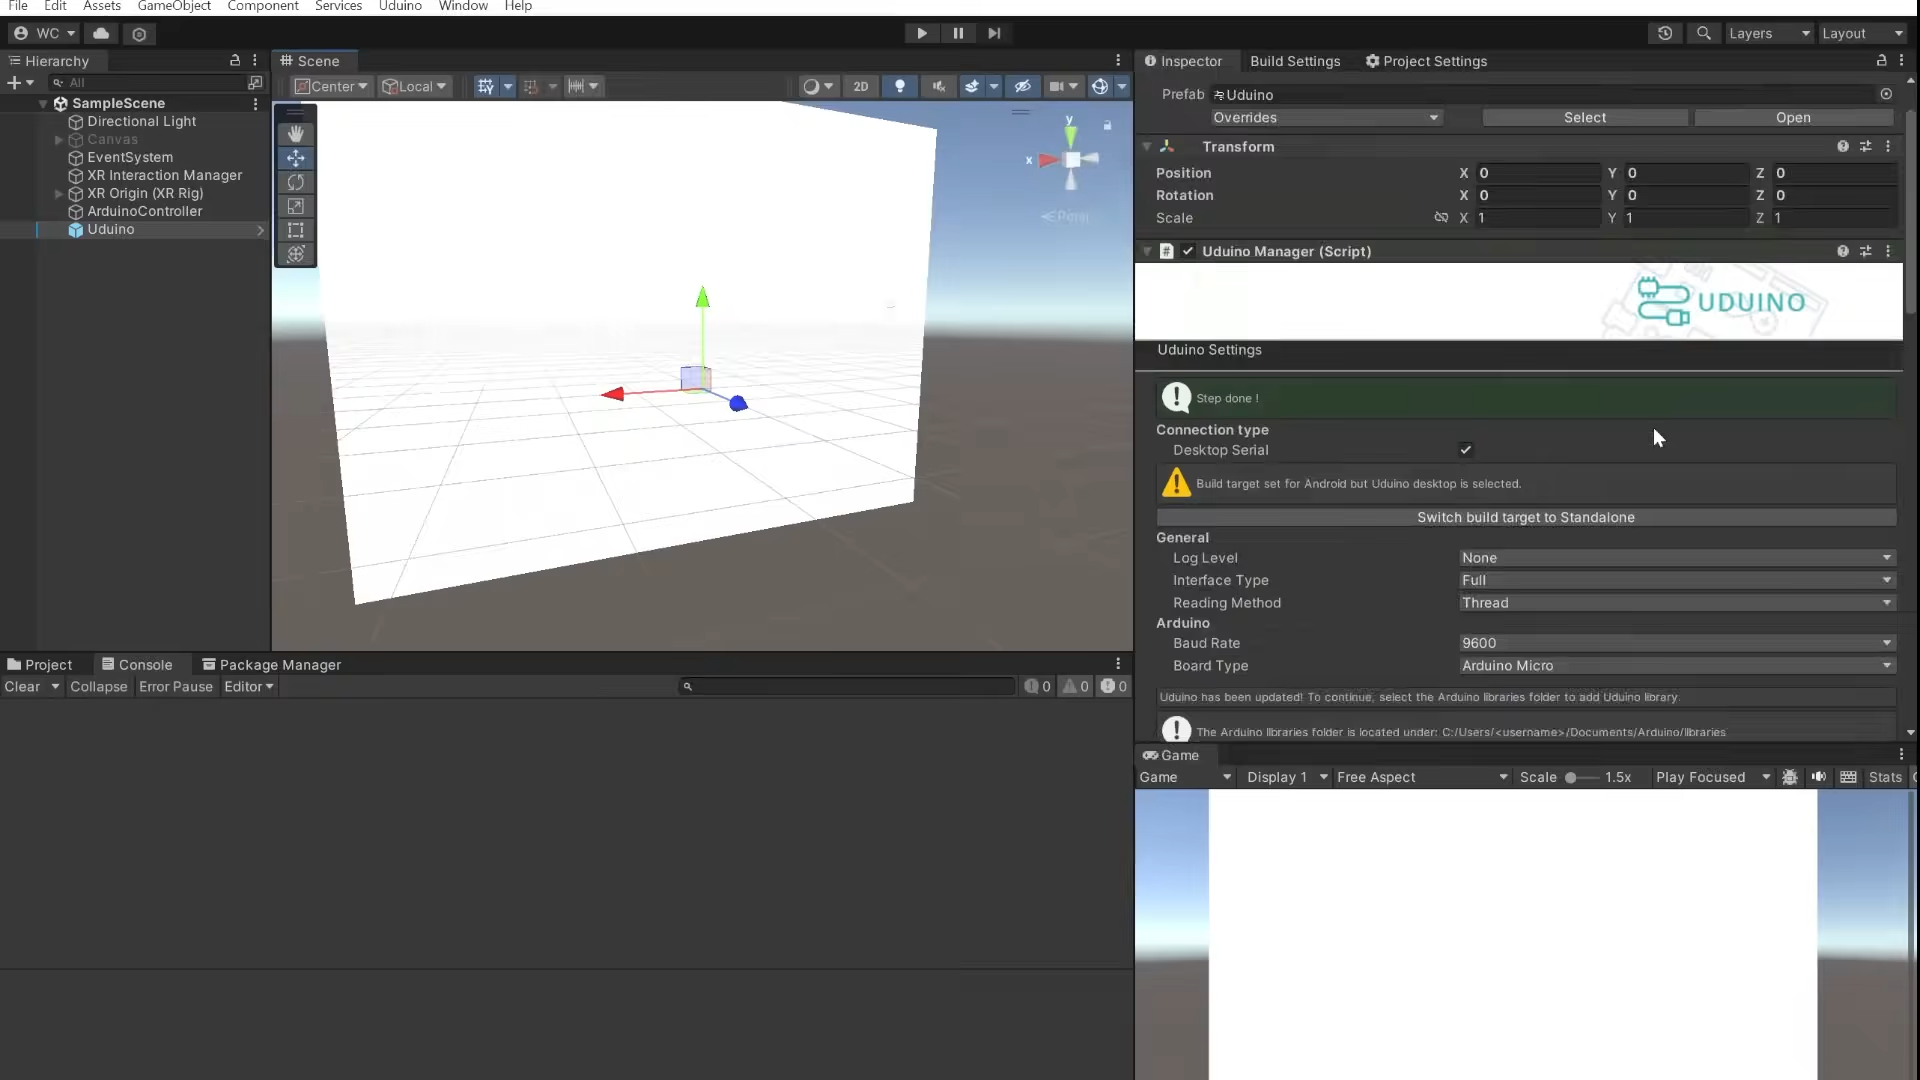 File Edit Assets GameObject Component Services Uduino Window Help
WC
Layers Layout
Hierarchy
All
SampleScene
Directional Light
Canvas
EventSystem
XR Interaction Manager
XR Origin (XR Rig)
ArduinoController
Uduino
Scene
Center Local 2D
y
x
Persp
Inspector Build Settings Project Settings
Prefab Uduino
Overrides Select Open
Transform
Position X 0 Y 0 Z 0
Rotation X 0 Y 0 Z 0
Scale X 1 Y 1 Z 1
# Uduino Manager (Script)
UDUINO
Uduino Settings
Step done !
Connection type
Desktop Serial
Build target set for Android but Uduino desktop is selected.
Switch build target to Standalone
General
Log Level None
Interface Type Full
Reading Method Thread
Arduino
Baud Rate 9600
Board Type Arduino Micro
Uduino has been updated! To continue, select the Arduino libraries folder to add Uduino library.
The Arduino libraries folder is located under: C:/Users/<username>/Documents/Arduino/libraries
Project Console Package Manager
Clear Collapse Error Pause Editor 0 0 0
Game
Game Display 1 Free Aspect Scale 1.5x Play Focused Stats